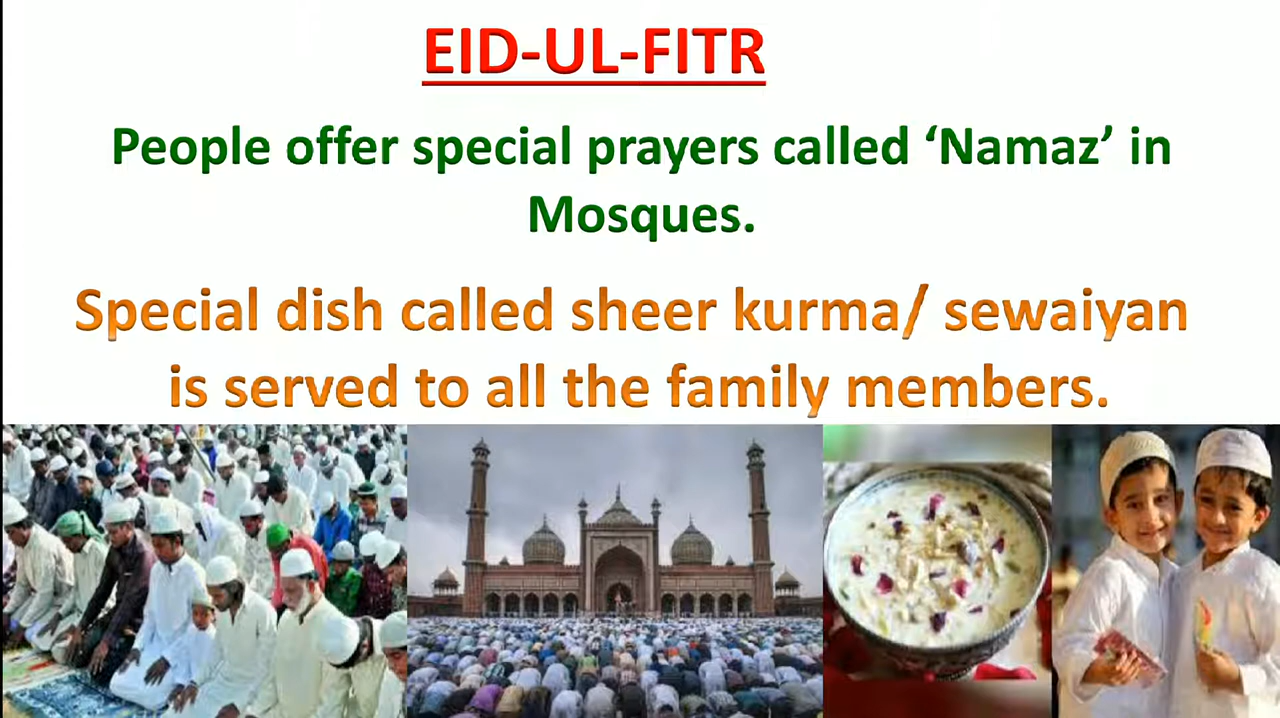 EID-UL-FITR
People offer special prayers called ‘Namaz’ in
Mosques.
Special dish called sheer kurma/ sewaiyan
is served to all the family members.